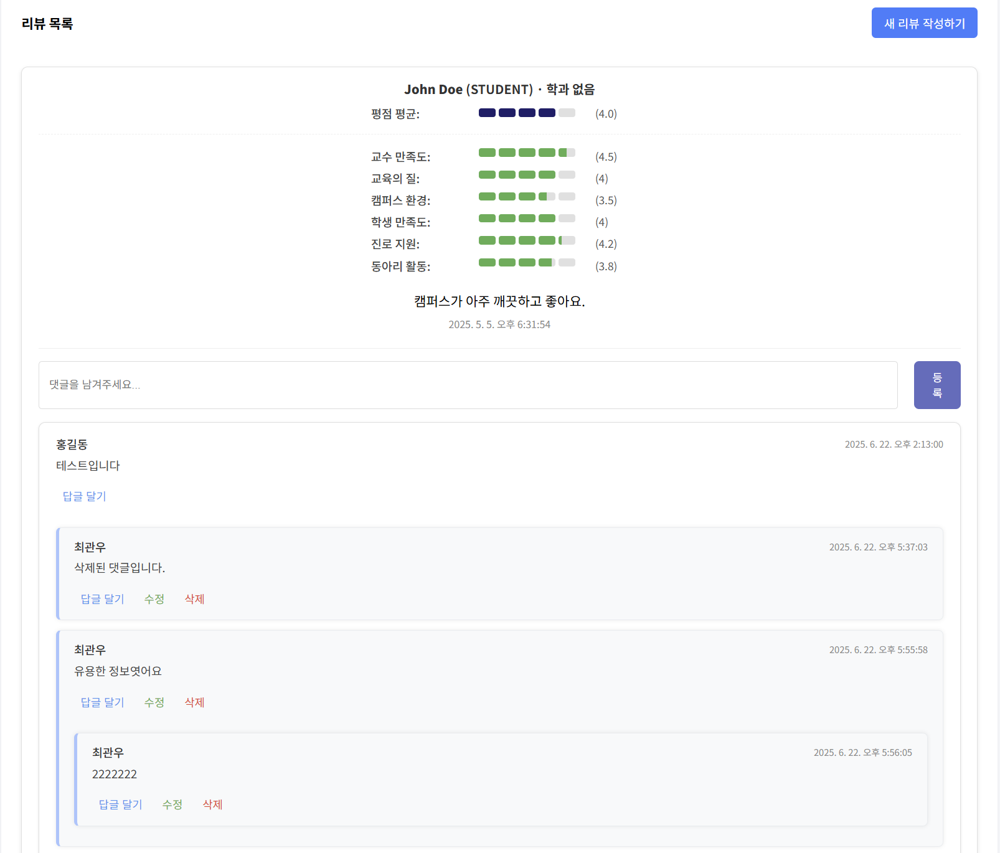 리뷰 목록
새 리뷰 작성하기
John Doe (STUDENT) · 학과 없음
평점 평균: (4.0)
교수 만족도: (4.5)
교육의 질: (4)
캠퍼스 환경: (3.5)
학생 만족도: (4)
진로 지원: (4.2)
동아리 활동: (3.8)
캠퍼스가 아주 깨끗하고 좋아요.
2025. 5. 5. 오후 6:31:54
댓글을 남겨주세요...
등
록
홍길동 2025. 6. 22. 오후 2:13:00
테스트입니다
답글 달기
최관우 2025. 6. 22. 오후 5:37:03
삭제된 댓글입니다.
답글 달기 수정 삭제
최관우 2025. 6. 22. 오후 5:55:58
유용한 정보엿어요
답글 달기 수정 삭제
최관우 2025. 6. 22. 오후 5:56:05
2222222
답글 달기 수정 삭제